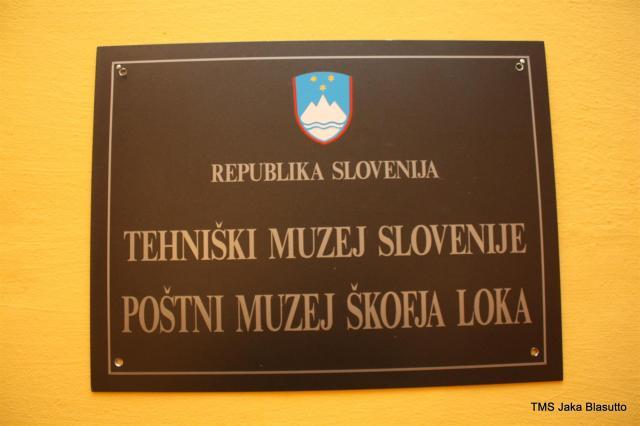 REPUBLIKA SLOVENIJA
TEHNIŠKI MUZEJ SLOVENIJE
POŠTNI MUZEJ ŠKOFJA LOKA
TMS Jaka Blasutto